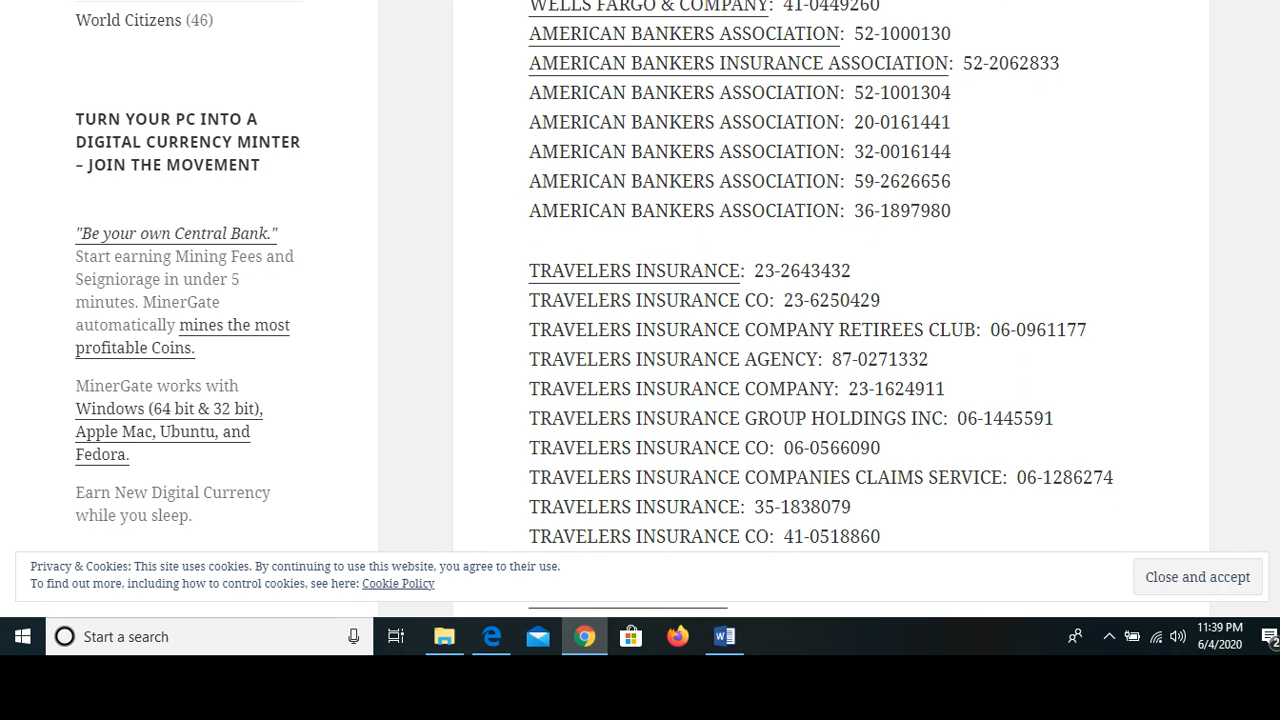 World Citizens (46)
TURN YOUR PC INTO A
DIGITAL CURRENCY MINTER
– JOIN THE MOVEMENT
"Be your own Central Bank."
Start earning Mining Fees and
Seigniorage in under 5
minutes. MinerGate
automatically mines the most
profitable Coins.
MinerGate works with
Windows (64 bit & 32 bit),
Apple Mac, Ubuntu, and
Fedora.
Earn New Digital Currency
while you sleep.
WELLS FARGO & COMPANY: 41-0449260
AMERICAN BANKERS ASSOCIATION: 52-1000130
AMERICAN BANKERS INSURANCE ASSOCIATION: 52-2062833
AMERICAN BANKERS ASSOCIATION: 52-1001304
AMERICAN BANKERS ASSOCIATION: 20-0161441
AMERICAN BANKERS ASSOCIATION: 32-0016144
AMERICAN BANKERS ASSOCIATION: 59-2626656
AMERICAN BANKERS ASSOCIATION: 36-1897980
TRAVELERS INSURANCE: 23-2643432
TRAVELERS INSURANCE CO: 23-6250429
TRAVELERS INSURANCE COMPANY RETIREES CLUB: 06-0961177
TRAVELERS INSURANCE AGENCY: 87-0271332
TRAVELERS INSURANCE COMPANY: 23-1624911
TRAVELERS INSURANCE GROUP HOLDINGS INC: 06-1445591
TRAVELERS INSURANCE CO: 06-0566090
TRAVELERS INSURANCE COMPANIES CLAIMS SERVICE: 06-1286274
TRAVELERS INSURANCE: 35-1838079
TRAVELERS INSURANCE CO: 41-0518860
Privacy & Cookies: This site uses cookies. By continuing to use this website, you agree to their use.
To find out more, including how to control cookies, see here: Cookie Policy
Close and accept
Start a search
11:39 PM
6/4/2020
2